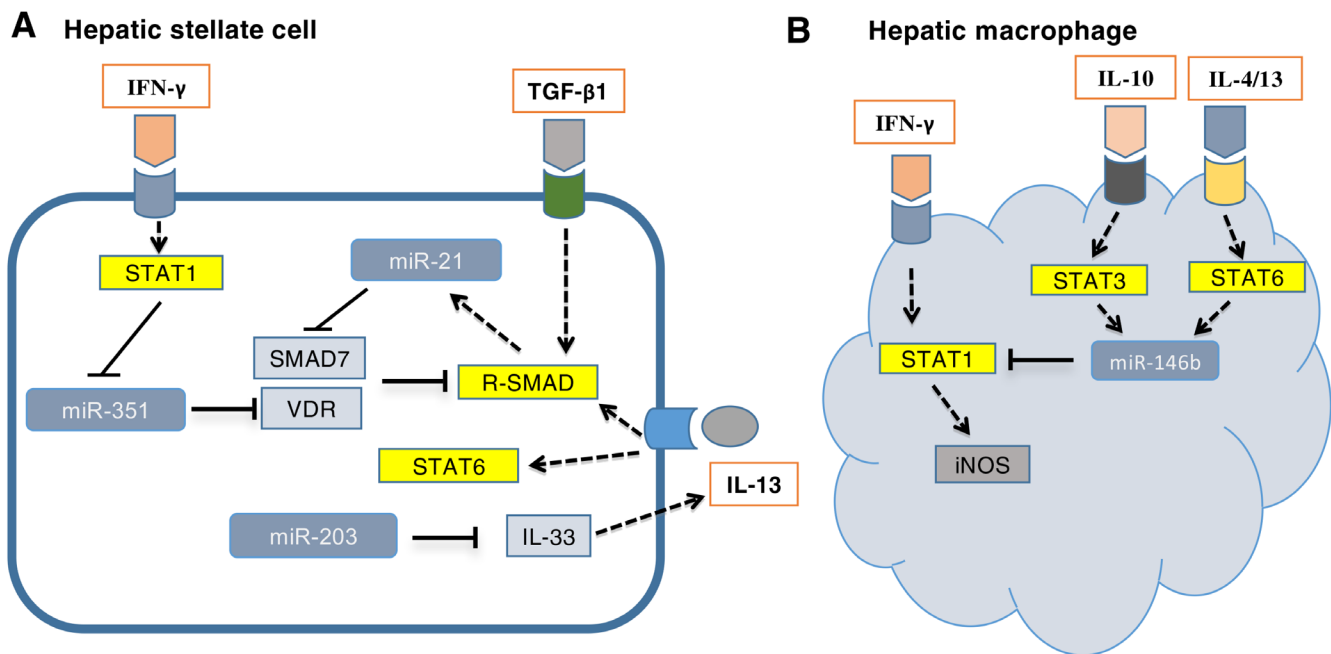 A Hepatic stellate cell
IFN-γ
TGF-β1
STAT1
miR-21
SMAD7
R-SMAD
miR-351
VDR
STAT6
IL-13
miR-203
IL-33
B Hepatic macrophage
IL-10
IL-4/13
IFN-γ
STAT3
STAT6
STAT1
miR-146b
iNOS